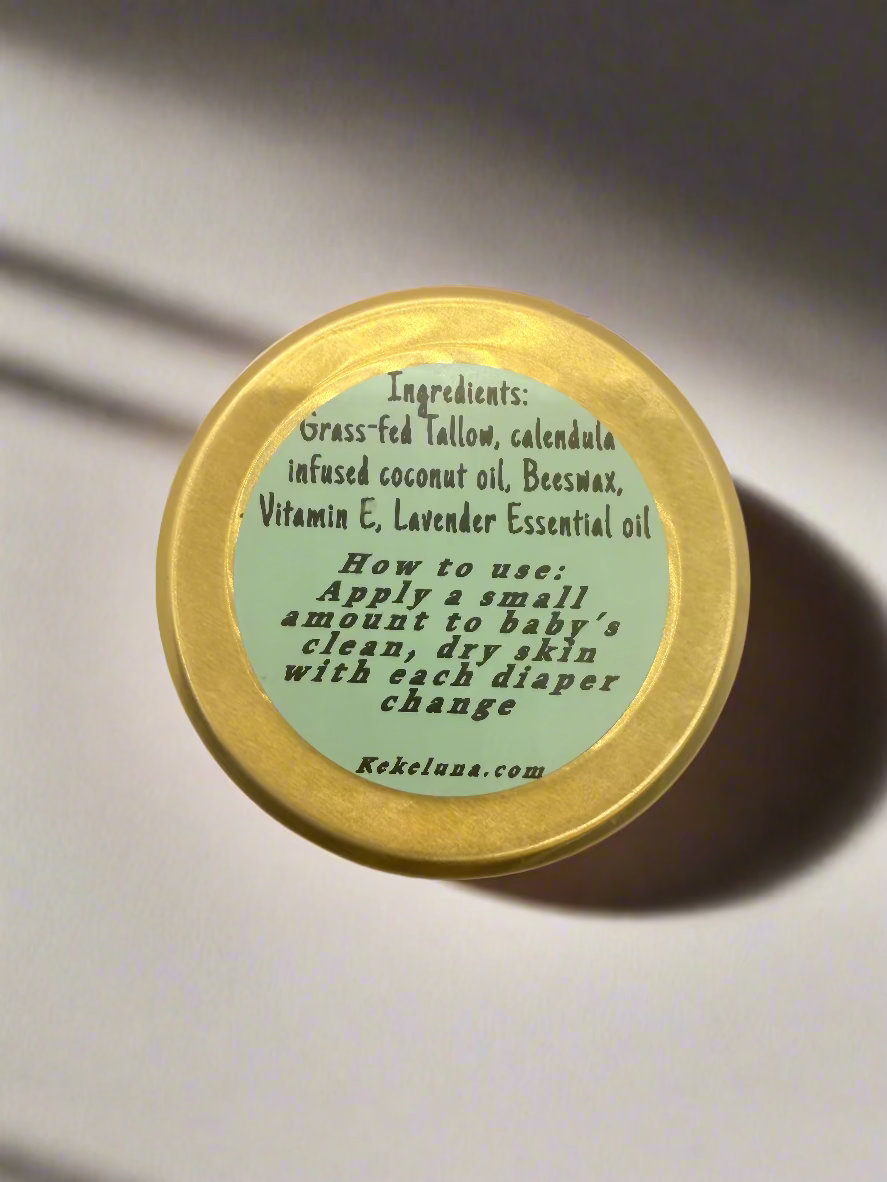 Ingredients:
Grass-fed Tallow, calendula
infused coconut oil, Beeswax,
Vitamin E, Lavender Essential oil
How to use:
Apply a small
amount to baby's
clean, dry skin
with each diaper
change
Kekeluna.com